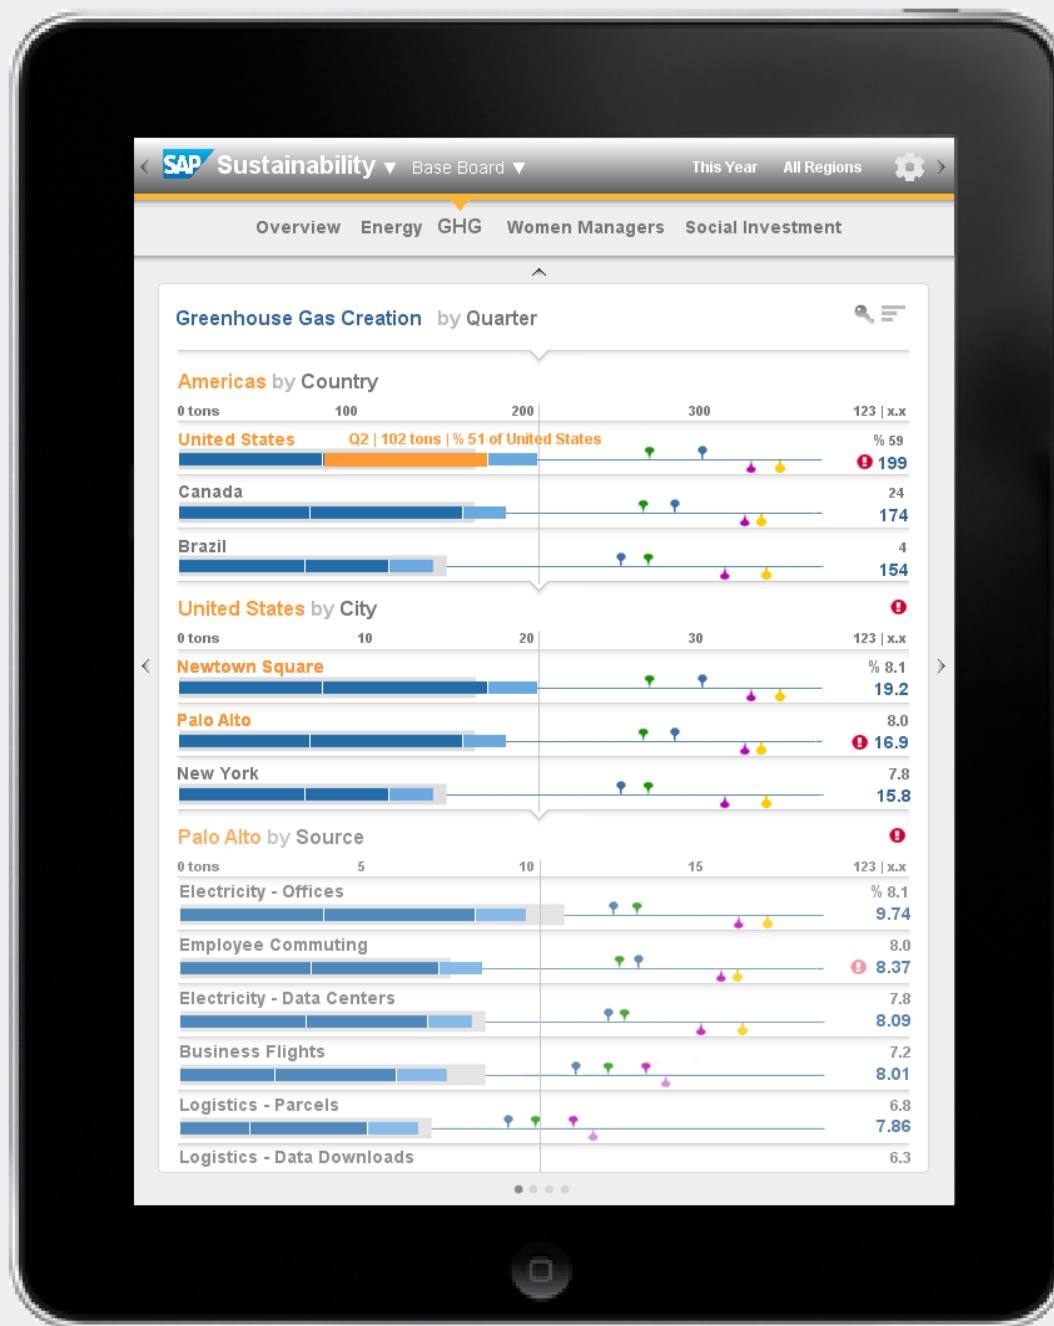 SAP Sustainability Base Board This Year All Regions
Overview Energy GHG Women Managers Social Investment
Greenhouse Gas Creation by Quarter
Americas by Country
0 tons 100 200 300 123 | x.x
United States Q2 | 102 tons | % 51 of United States % 59
199
Canada 24
174
Brazil 4
154
United States by City
0 tons 10 20 30 123 | x.x
Newtown Square % 8.1
19.2
Palo Alto 8.0
16.9
New York 7.8
15.8
Palo Alto by Source
0 tons 5 10 15 123 | x.x
Electricity - Offices % 8.1
9.74
Employee Commuting 8.0
8.37
Electricity - Data Centers 7.8
8.09
Business Flights 7.2
8.01
Logistics - Parcels 6.8
7.86
Logistics - Data Downloads 6.3